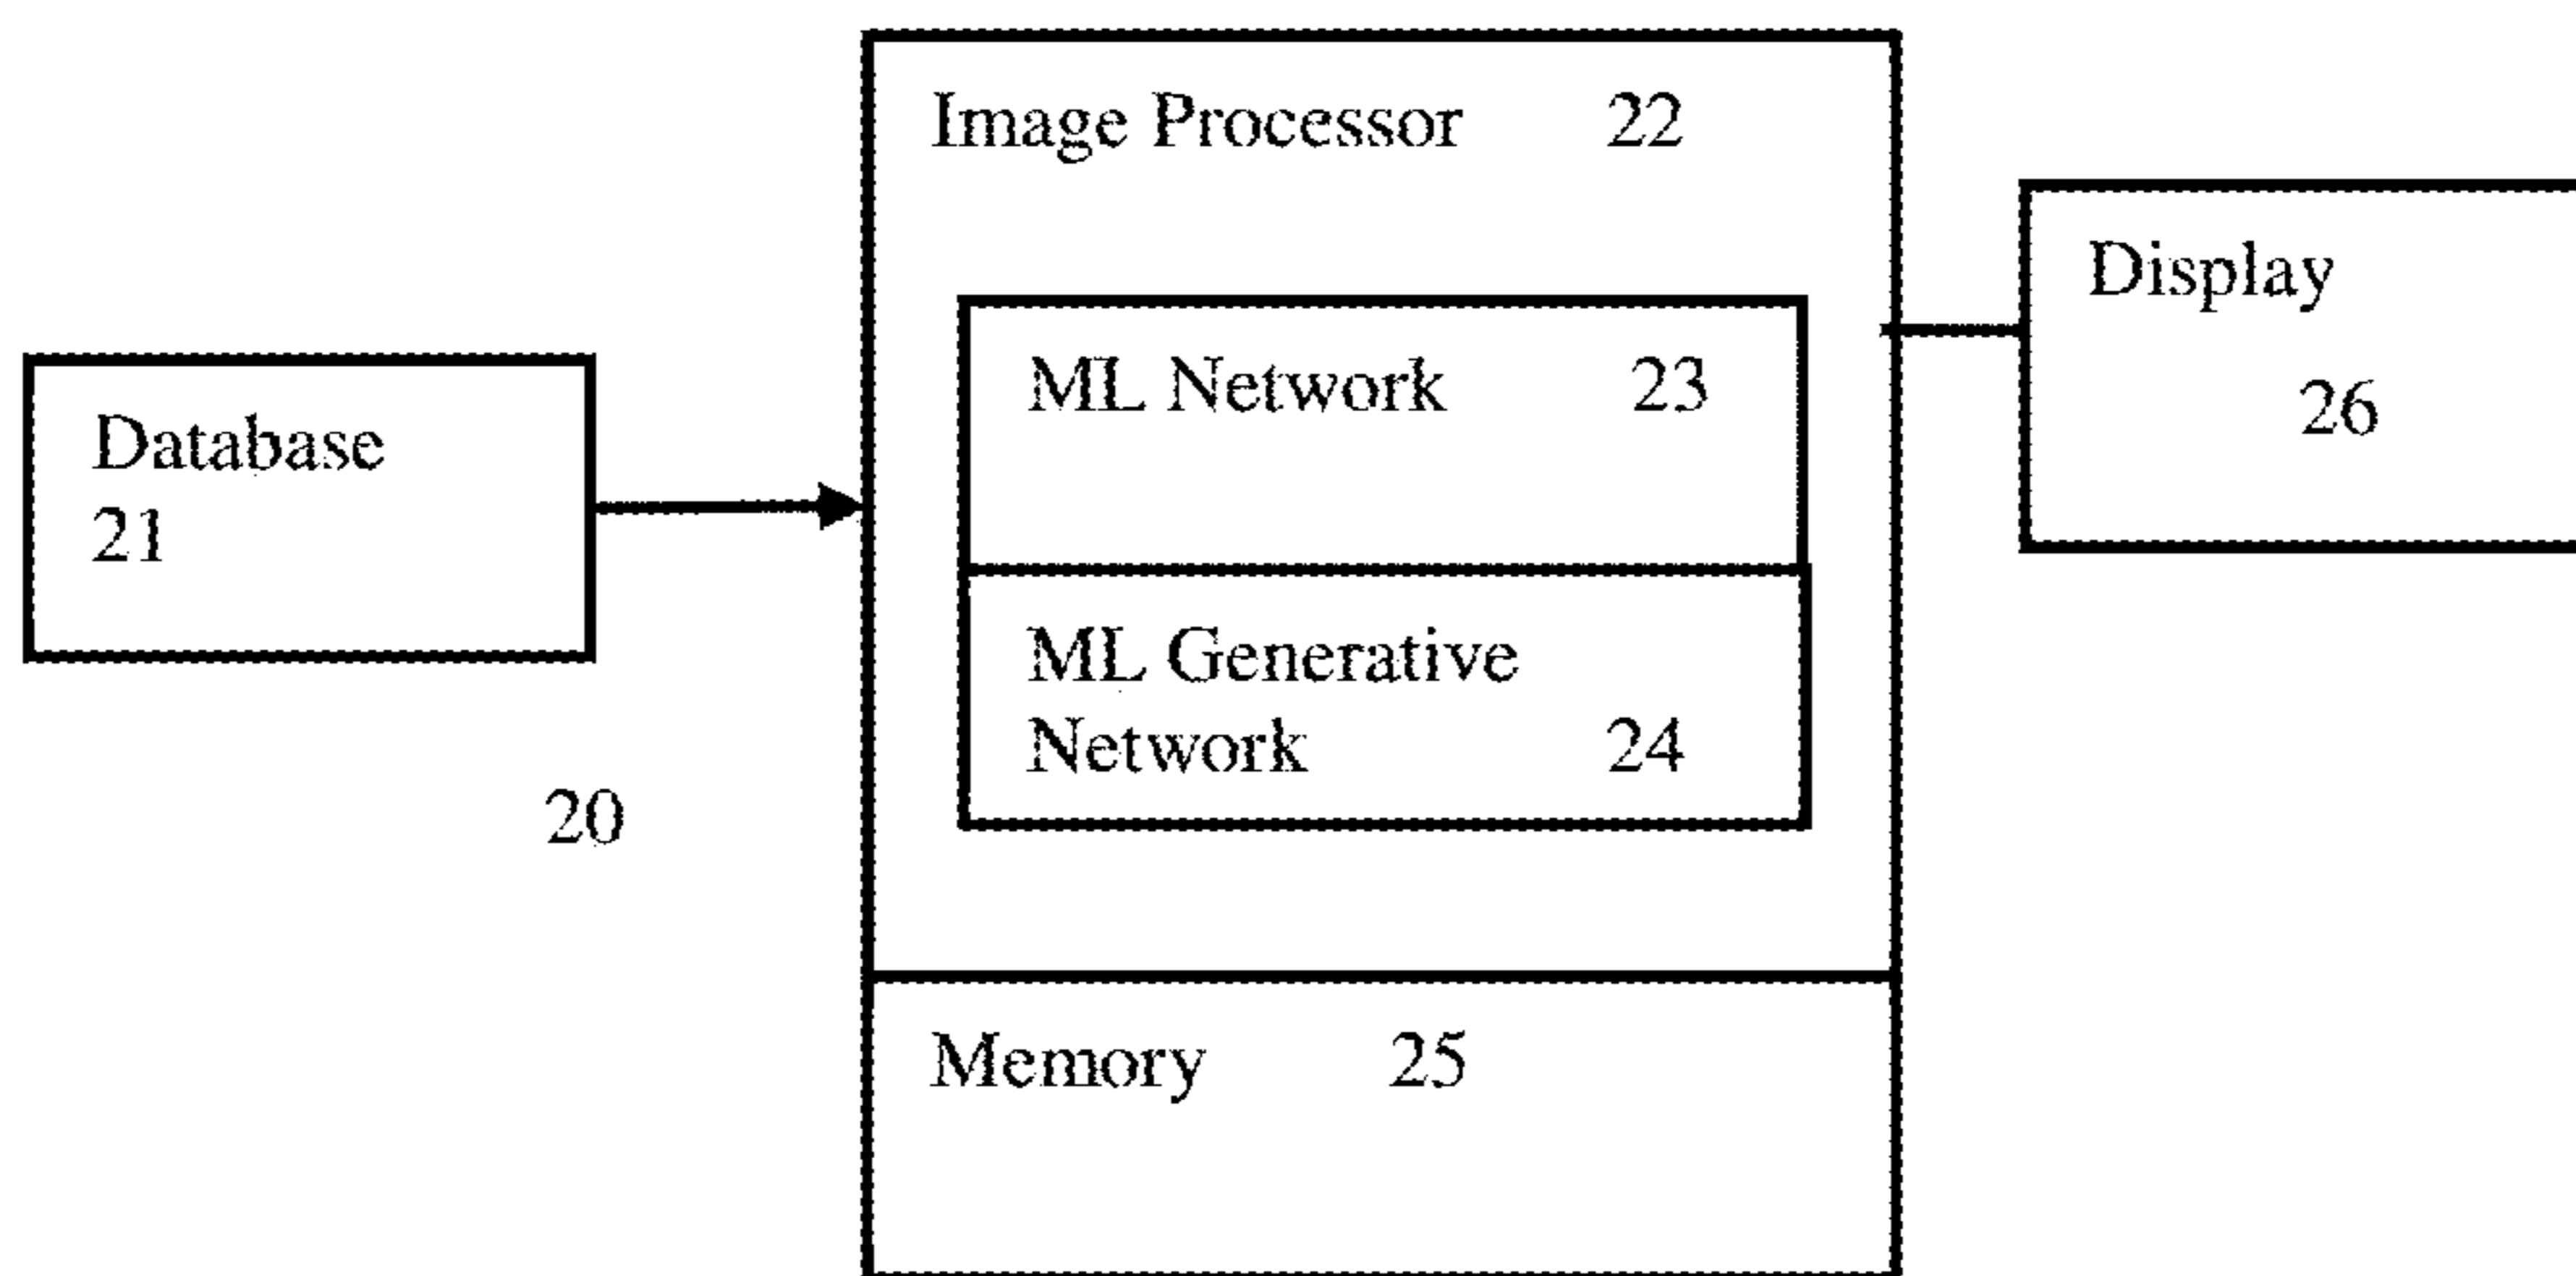 Image Processor 22
Display
26
ML Network 23
Database
21
ML Generative
Network 24
20
Memory 25